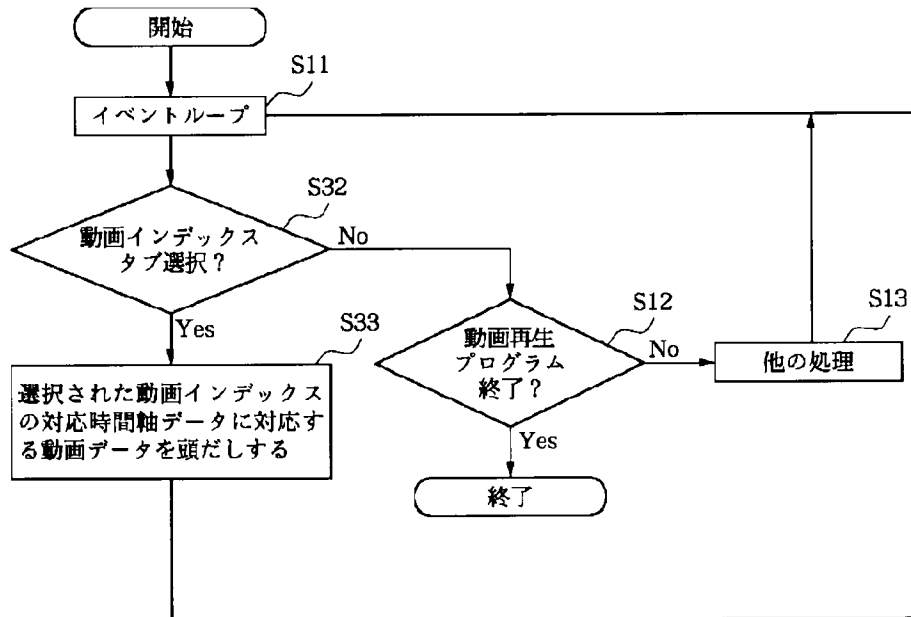 開始
S11
イベントループ
S32
動画インデックス
タブ選択?
No
Yes
S33
選択された動画インデックス
の対応時間軸データに対応す
る動画データを頭だしする
S12
動画再生
プログラム
終了?
No
Yes
終了
S13
他の処理